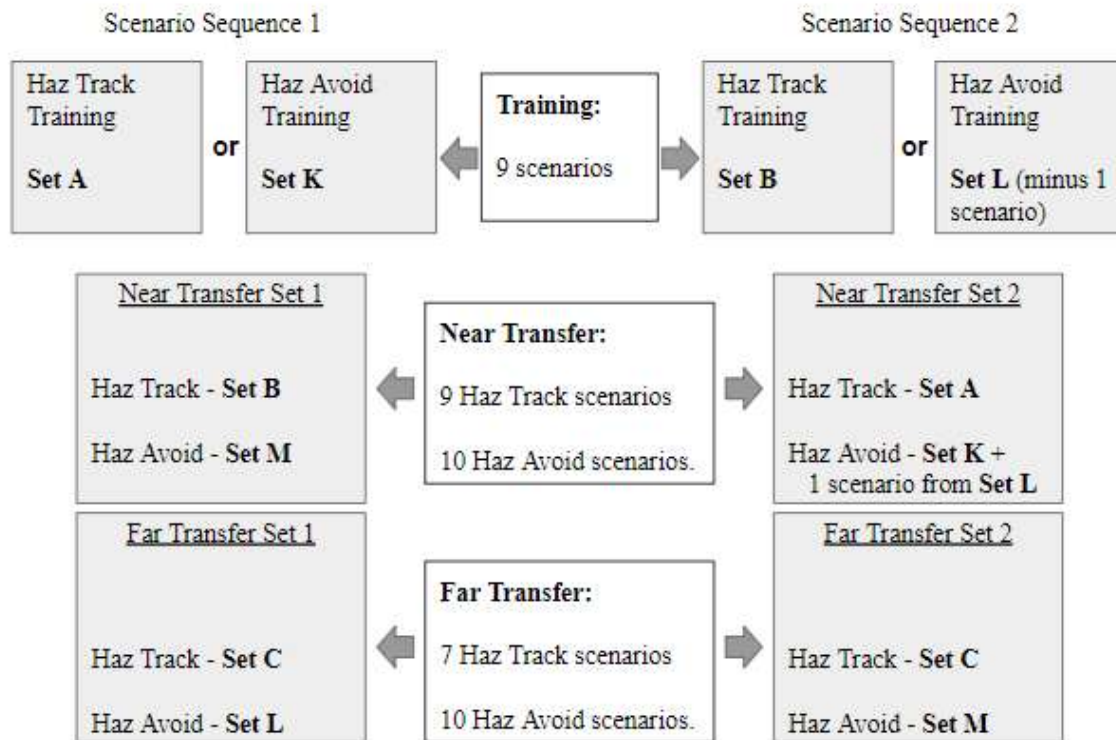 Scenario Sequence 1
Scenario Sequence 2
Haz Track
Training
Set A
or
Haz Avoid
Training
Set K
Training:
9 scenarios
Haz Track
Training
Set B
or
Haz Avoid
Training
Set L (minus 1
scenario)
Near Transfer Set 1
Haz Track - Set B
Haz Avoid - Set M
Near Transfer:
9 Haz Track scenarios
10 Haz Avoid scenarios.
Near Transfer Set 2
Haz Track - Set A
Haz Avoid - Set K +
1 scenario from Set L
Far Transfer Set 1
Haz Track - Set C
Haz Avoid - Set L
Far Transfer:
7 Haz Track scenarios
10 Haz Avoid scenarios.
Far Transfer Set 2
Haz Track - Set C
Haz Avoid - Set M